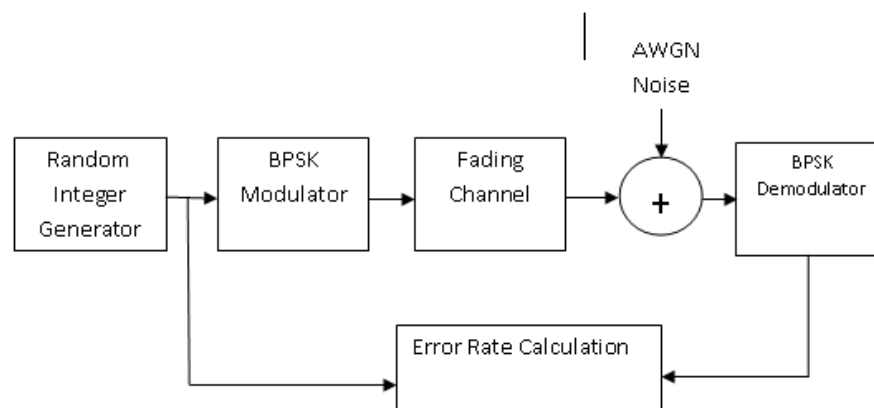 AWGN
Noise
Random
Integer
Generator
BPSK
Modulator
Fading
Channel
+
BPSK
Demodulator
Error Rate Calculation